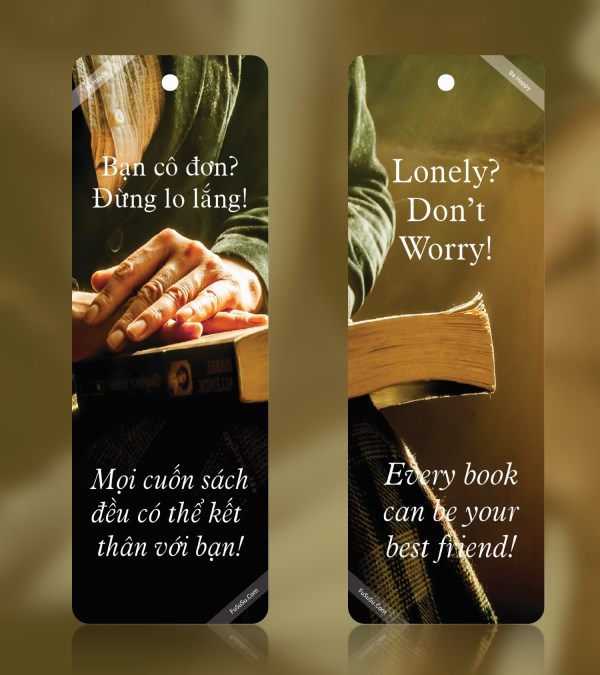 Bạn cô đơn?
Đừng lo lắng!
Mọi cuốn sách
đều có thể kết
thân với bạn!
FuSuSu.Com
Be Happy
Lonely?
Don't
Worry!
Every book
can be your
best friend!
FuSuSu.Com